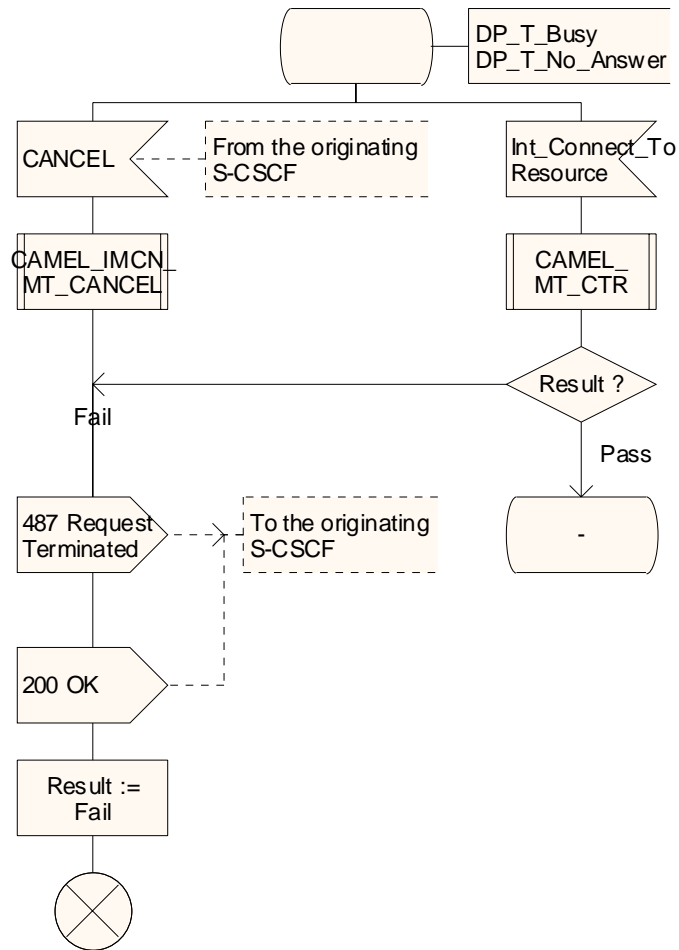 DP_T_Busy
DP_T_No_Answer
CANCEL
From the originating
S-CSCF
Int_Connect_To
Resource
CAMEL_IMCN_
MT_CANCEL
CAMEL_
MT_CTR
Result ?
Fail
Pass
487 Request
Terminated
To the originating
S-CSCF
-
200 OK
Result :=
Fail